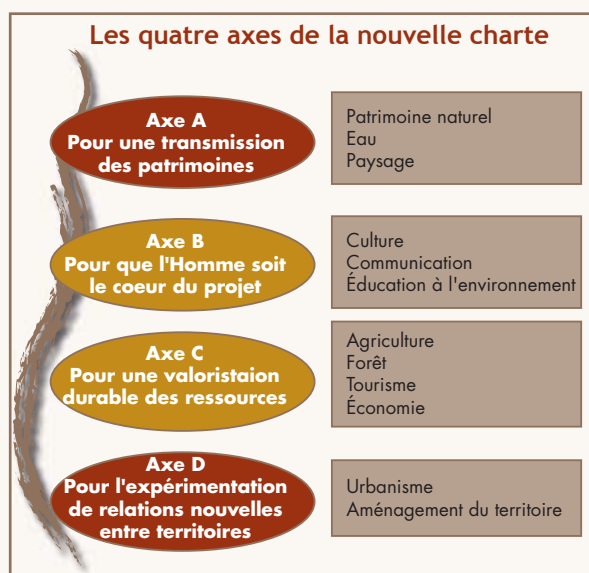 Les quatre axes de la nouvelle charte
Axe A
Pour une transmission
des patrimoines
Patrimoine naturel
Eau
Paysage
Axe B
Pour que l'Homme soit
le coeur du projet
Culture
Communication
Éducation à l'environnement
Axe C
Pour une valoristaion
durable des ressources
Agriculture
Forêt
Tourisme
Économie
Axe D
Pour l'expérimentation
de relations nouvelles
entre territoires
Urbanisme
Aménagement du territoire